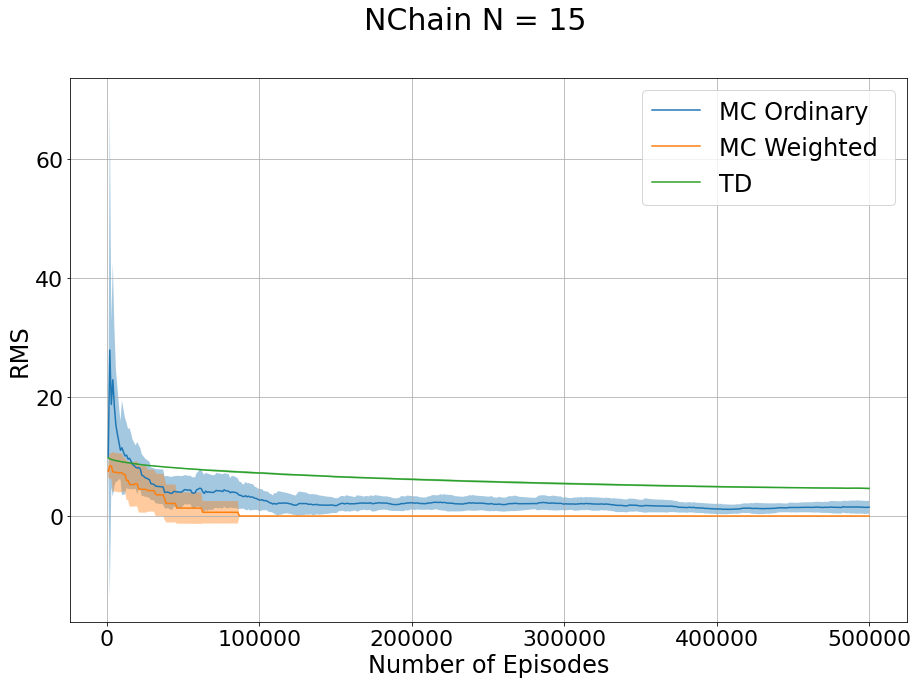 NChain N = 15
MC Ordinary
MC Weighted
TD
60
40
20
0
RMS
0 100000 200000 300000 400000 500000
Number of Episodes